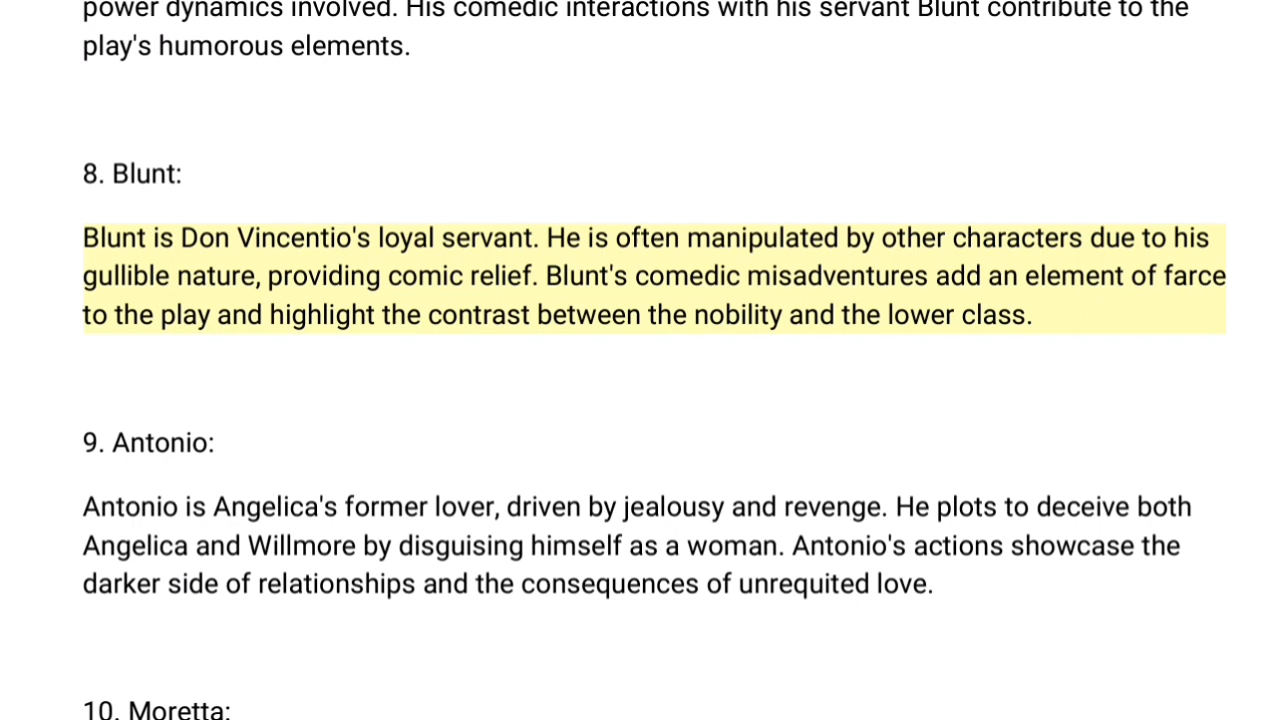 power dynamics involved. His comedic interactions with his servant Blunt contribute to the
play's humorous elements.
8. Blunt:
Blunt is Don Vincentio's loyal servant. He is often manipulated by other characters due to his
gullible nature, providing comic relief. Blunt's comedic misadventures add an element of farce
to the play and highlight the contrast between the nobility and the lower class.
9. Antonio:
Antonio is Angelica's former lover, driven by jealousy and revenge. He plots to deceive both
Angelica and Willmore by disguising himself as a woman. Antonio's actions showcase the
darker side of relationships and the consequences of unrequited love.
10. Moretta: